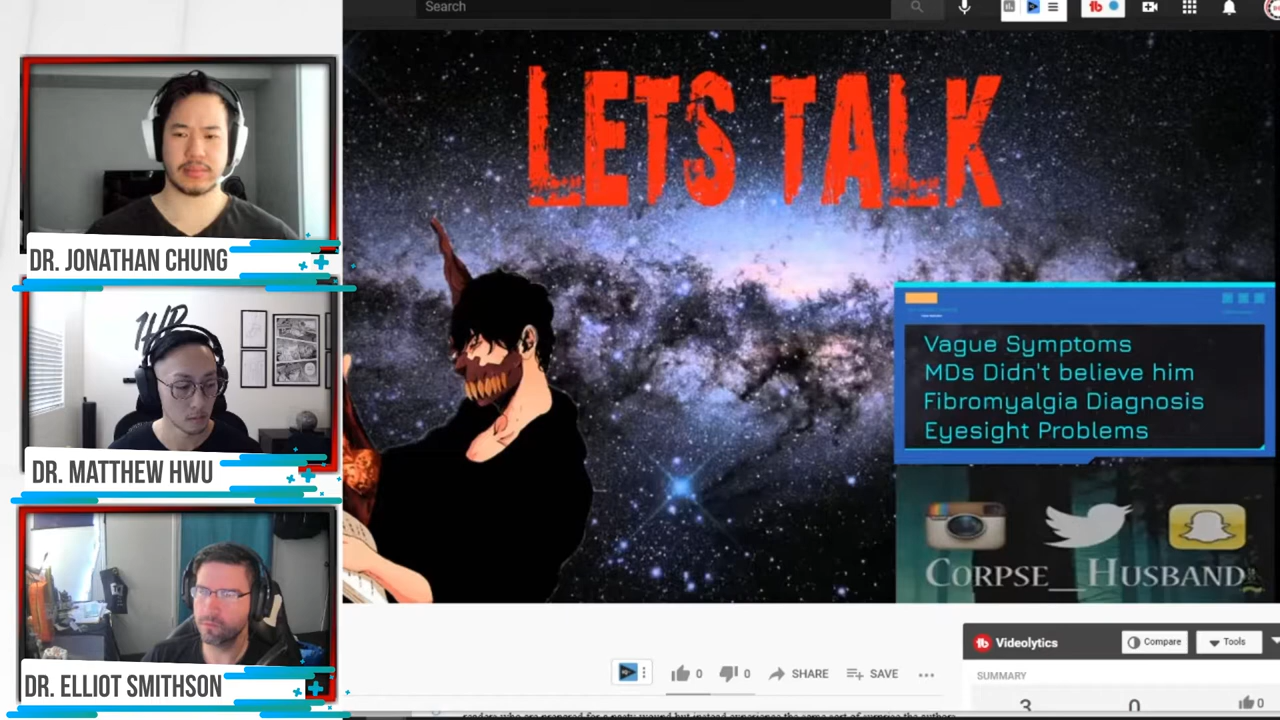 Search
LETS TALK
DR. JONATHAN CHUNG
1HP
DR. MATTHEW HWU
DR. ELLIOT SMITHSON
Vague Symptoms
MDs Didn't believe him
Fibromyalgia Diagnosis
Eyesight Problems
CORPSE__HUSBAND
0
0
SHARE
SAVE
Videolytics
Compare
Tools
SUMMARY
3
0
0